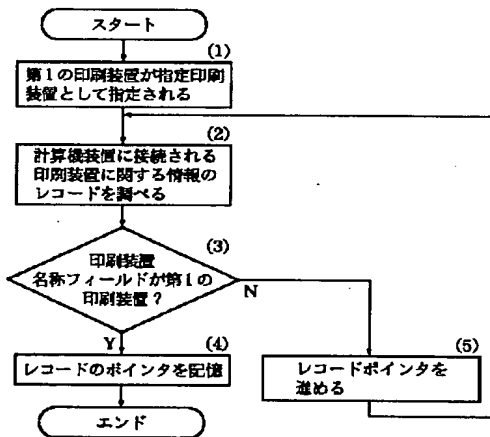 スタート
(1)
第1の印刷装置が指定印刷
装置として指定される
(2)
計算機装置に接続される
印刷装置に関する情報の
レコードを調べる
(3)
印刷装置
名称フィールドが第1の
印刷装置?
N
Y
(4)
レコードのポインタを記憶
(5)
レコードポインタを
進める
エンド